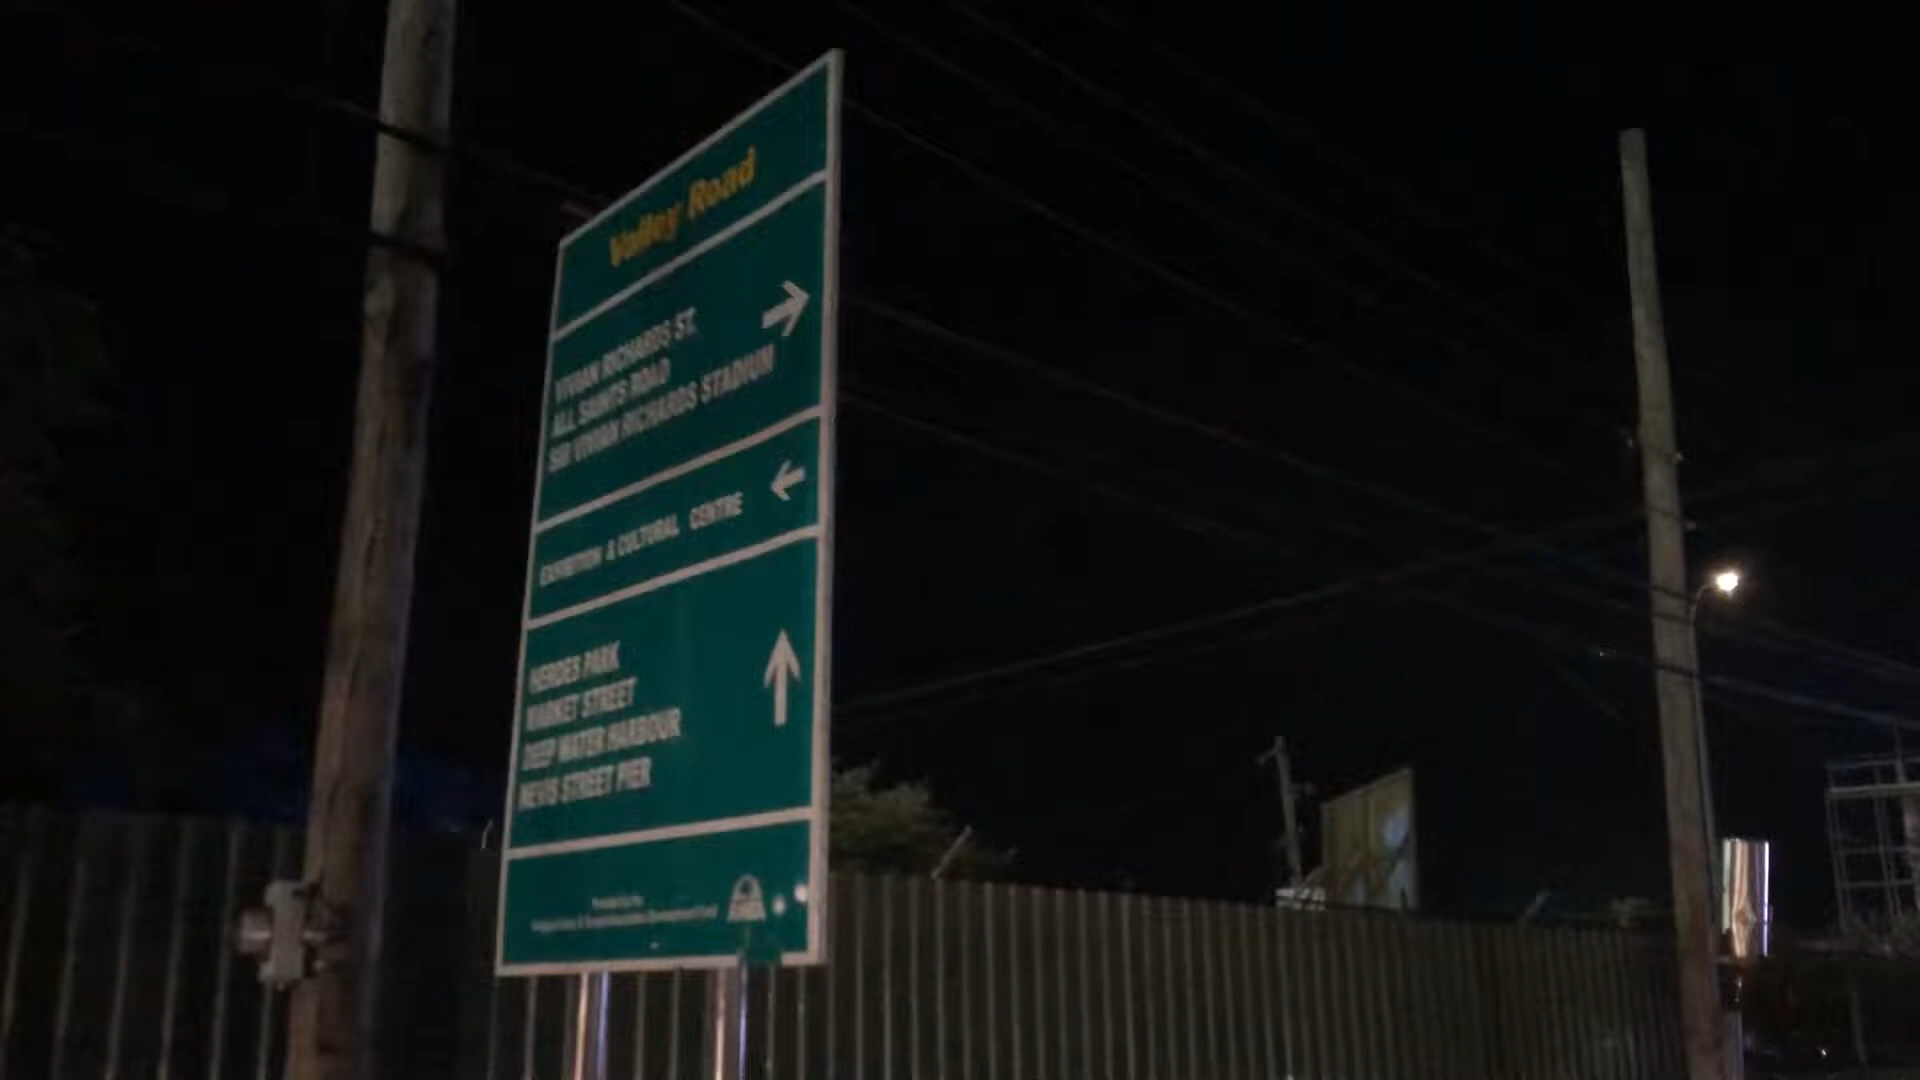 Valley Road
VIVIAN RICHARDS ST.
ALL SAINTS ROAD
SIR VIVIAN RICHARDS STADIUM
EXHIBITION & CULTURAL CENTRE
HEROES PARK
MARKET STREET
DEEP WATER HARBOUR
NEVIS STREET PIER